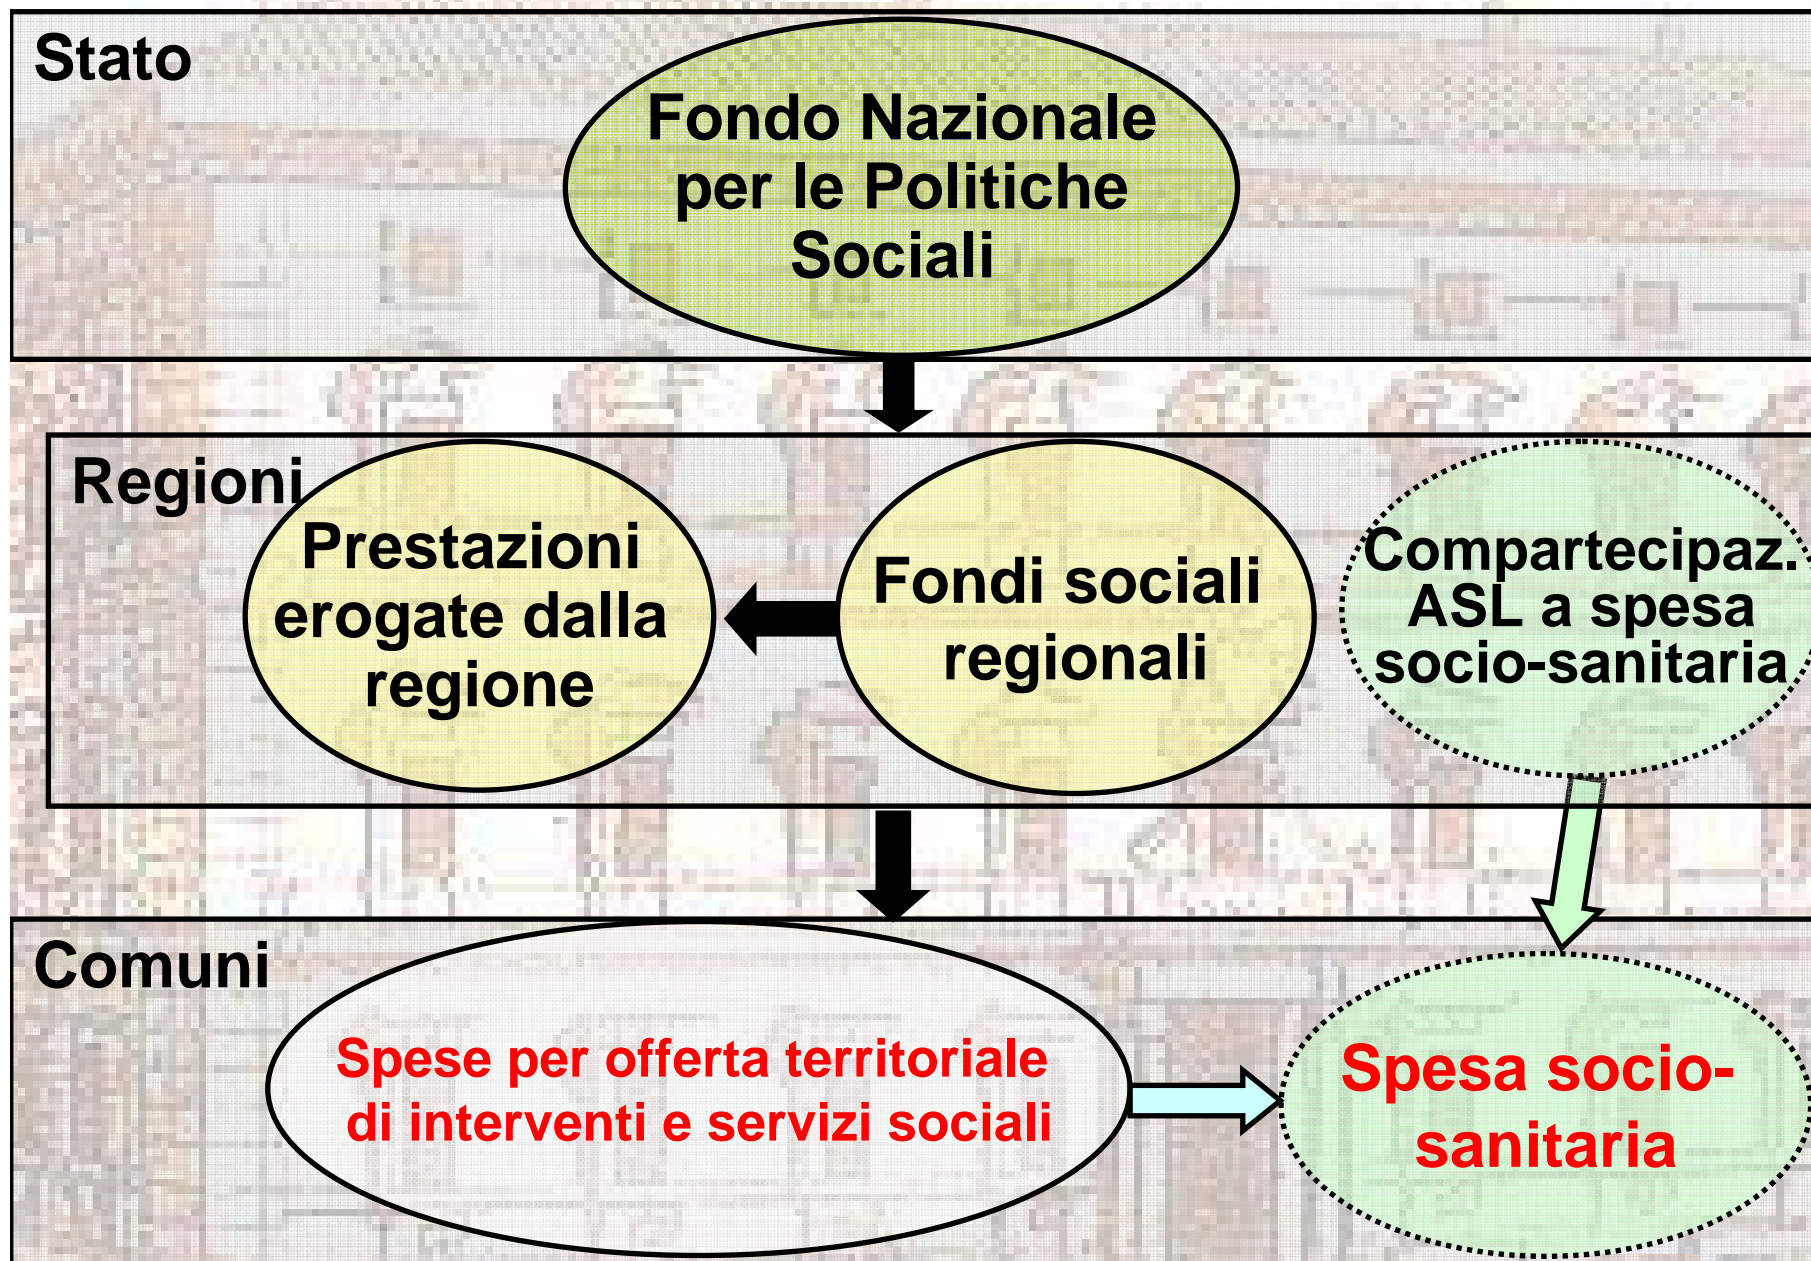 Stato
Fondo Nazionale
per le Politiche
Sociali
Regioni
Prestazioni
erogate dalla
regione
Fondi sociali
regionali
Compartecipaz.
ASL a spesa
socio-sanitaria
Comuni
Spese per offerta territoriale
di interventi e servizi sociali
Spesa socio-
sanitaria